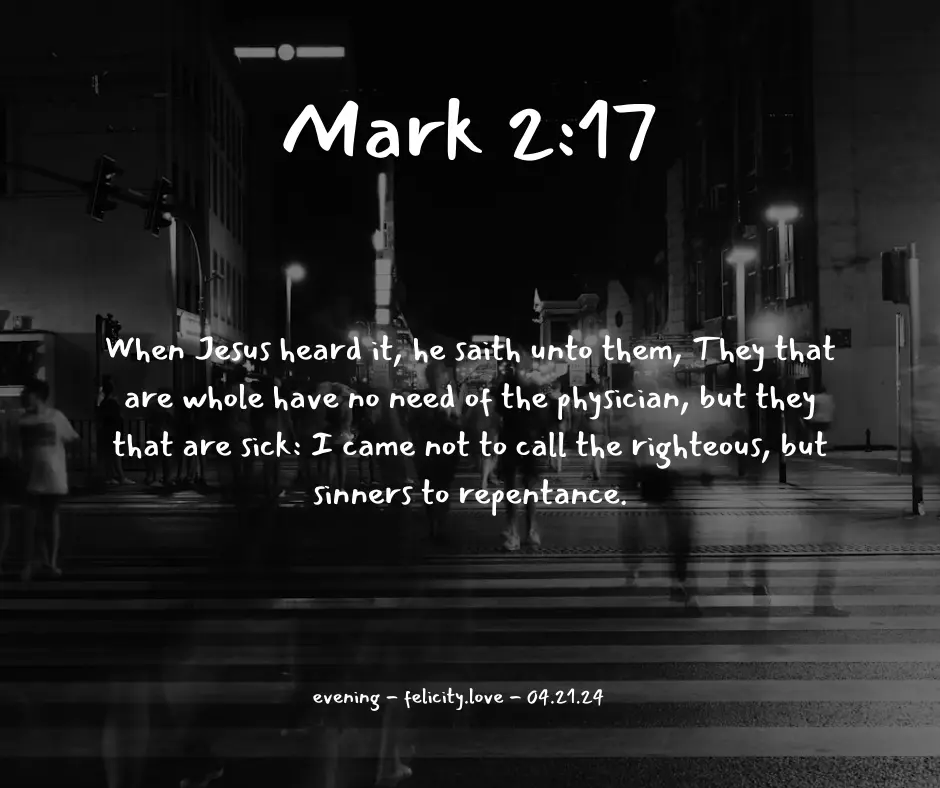 Mark 2:17
When Jesus heard it, he saith unto them, They that
are whole have no need of the physician, but they
that are sick: I came not to call the righteous, but
sinners to repentance.
evening - felicity.love - 04.21.24